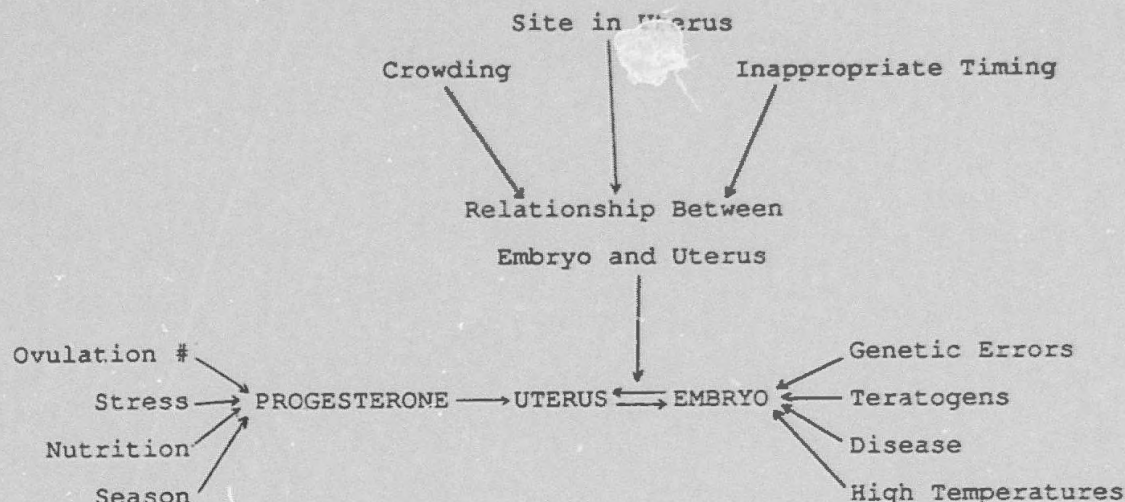 Site in Uterus
Crowding
Inappropriate Timing
Relationship Between
Embryo and Uterus
Ovulation #
Stress
Nutrition
Season
PROGESTERONE
UTERUS
EMBRYO
Genetic Errors
Teratogens
Disease
High Temperatures